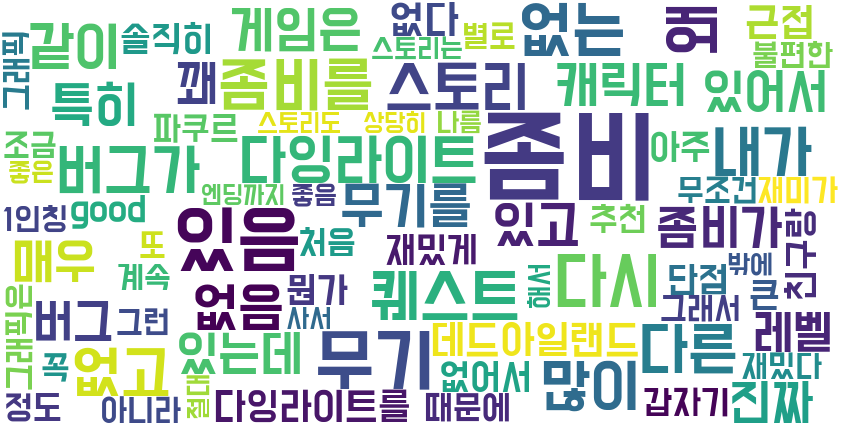 그래픽
같이
솔직히
게임은
없다
스토리는
별로
없는
왜
근접
불편한
특히
꽤
좀비를
스토리
캐릭터
있어서
조금
좋은
버그가
파쿠르
스토리도
상당히
나름
다잉라이트
좀비
아주
내가
1인칭
good
엔딩까지
좋음
무기를
무조건
재미가
있음
처음
재밌게
있고
추천
좀비가
친구랑
매우
또
계속
없음
뭔가
퀘스트
해서
다시
단점
밖에
큰
그래픽은
버그
그런
사서
무기
데드아일랜드
다른
그래서
레벨
꼭
없고
있는데
절대
없어서
많이
재밌다
정도
아니라
다잉라이트를
때문에
갑자기
진짜